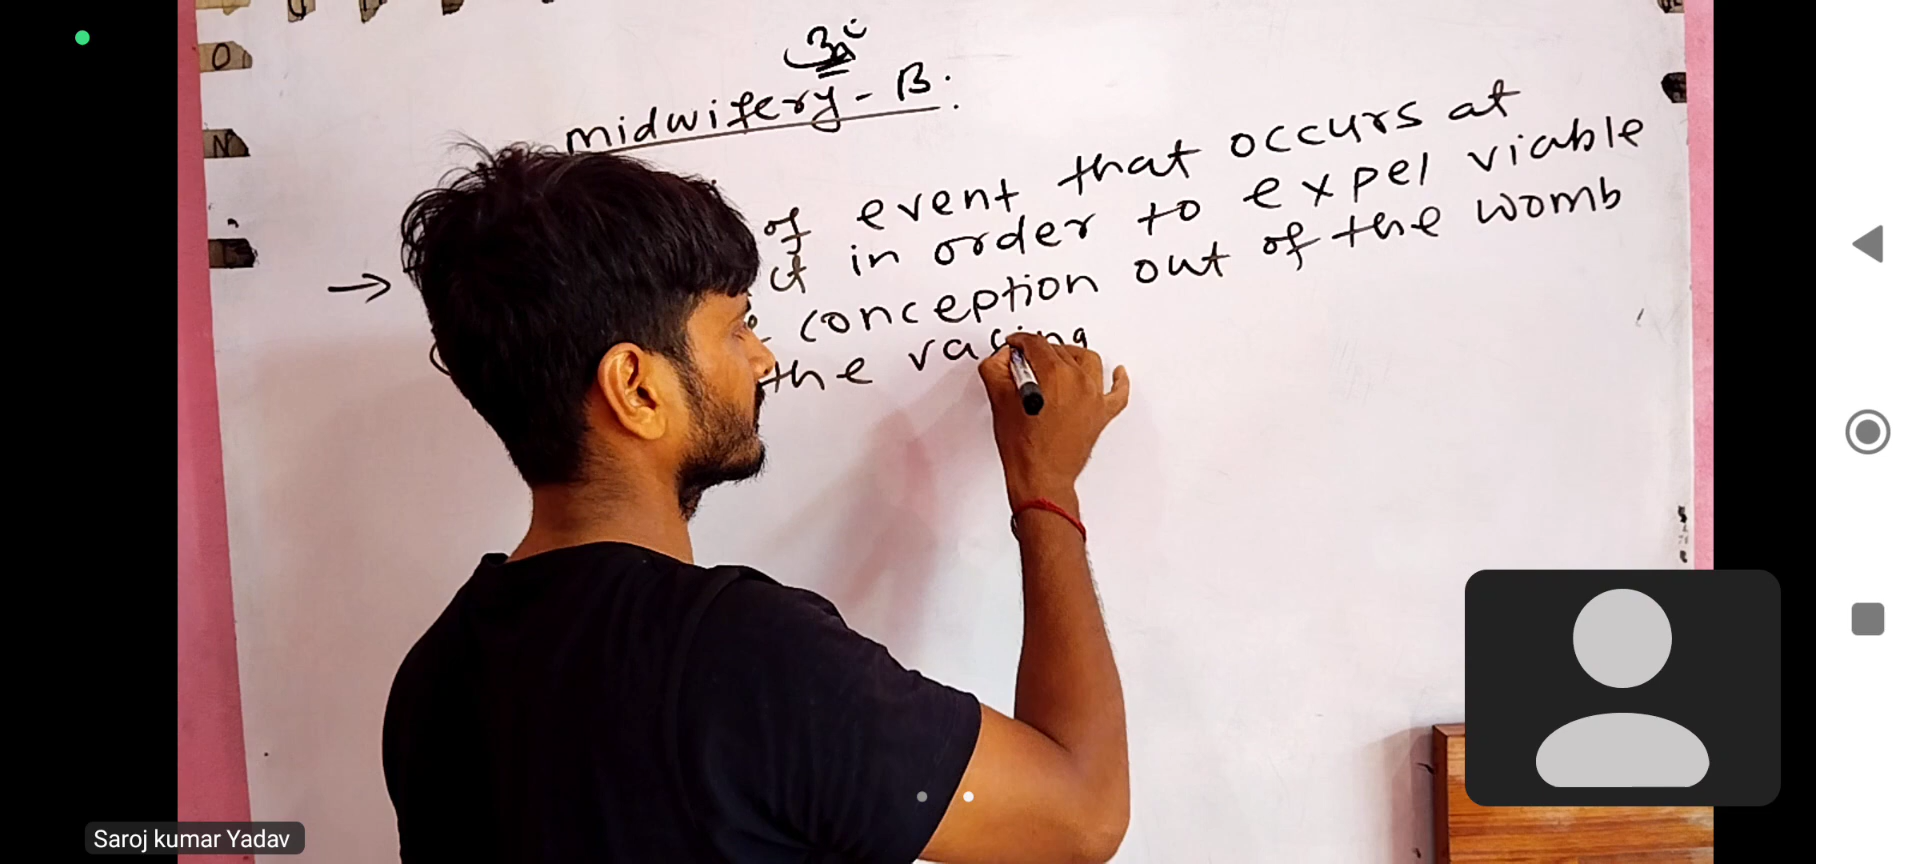 ॐ
midwifery - B.
→ of event that occurs at
in order to expel viable
conception out of the womb
the vagina
O
N
Saroj kumar Yadav